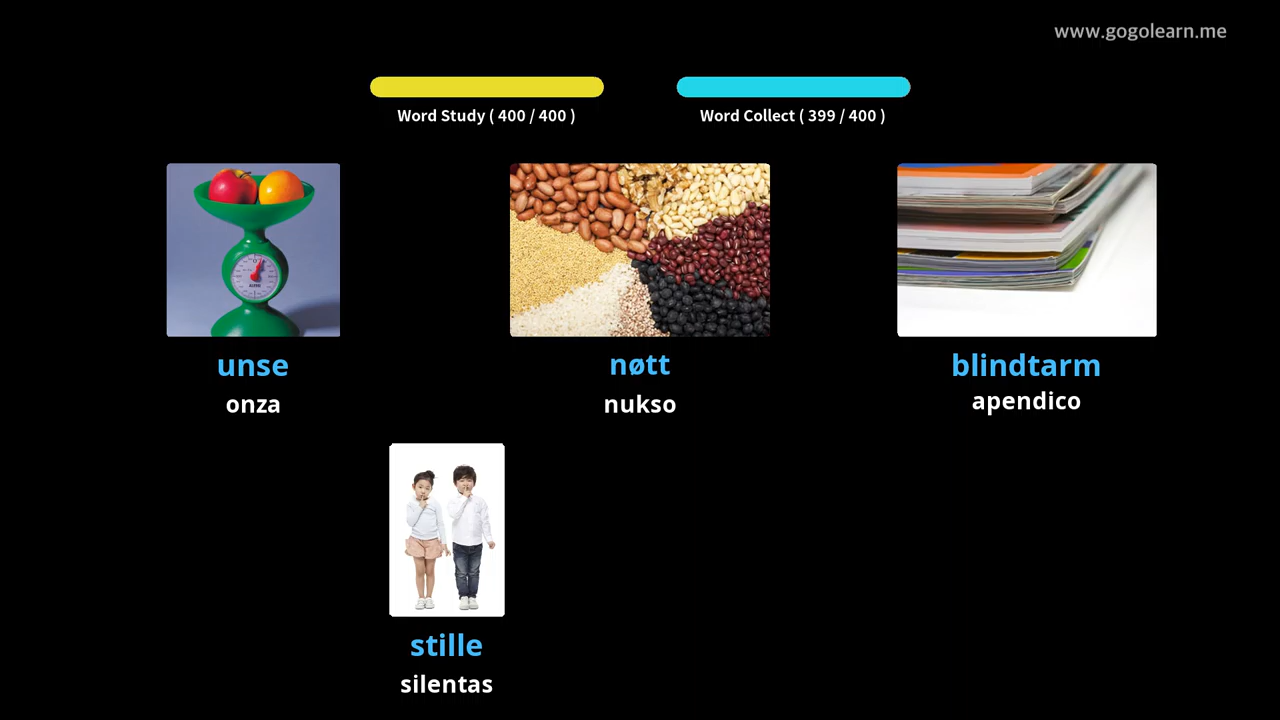 www.gogolearn.me
Word Study ( 400 / 400 )
Word Collect ( 399 / 400 )
unse
onza
nøtt
nukso
blindtarm
apendico
stille
silentas